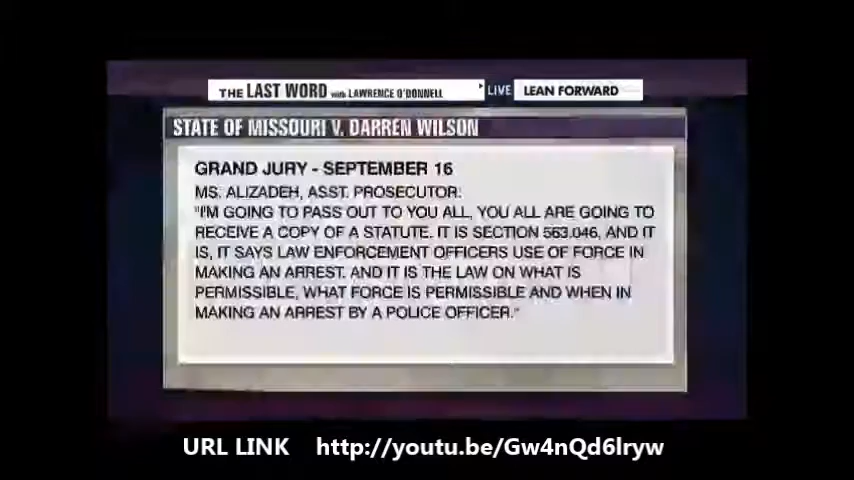 THE LAST WORD with LAWRENCE O'DONNELL LIVE LEAN FORWARD
STATE OF MISSOURI V. DARREN WILSON
GRAND JURY - SEPTEMBER 16
MS. ALIZADEH, ASST. PROSECUTOR:
"I'M GOING TO PASS OUT TO YOU ALL, YOU ALL ARE GOING TO
RECEIVE A COPY OF A STATUTE. IT IS SECTION 563.046, AND IT
IS, IT SAYS LAW ENFORCEMENT OFFICERS USE OF FORCE IN
MAKING AN ARREST. AND IT IS THE LAW ON WHAT IS
PERMISSIBLE, WHAT FORCE IS PERMISSIBLE AND WHEN IN
MAKING AN ARREST BY A POLICE OFFICER."
URL LINK http://youtu.be/Gw4nQd6lryw